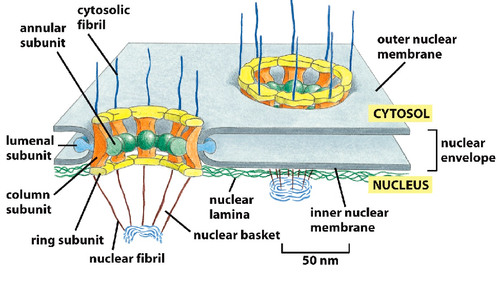 cytosolic
fibril
annular
subunit
outer nuclear
membrane
CYTOSOL
lumenal
subunit
nuclear
envelope
NUCLEUS
column
subunit
nuclear
lamina
inner nuclear
membrane
ring subunit
nuclear basket
nuclear fibril
50 nm